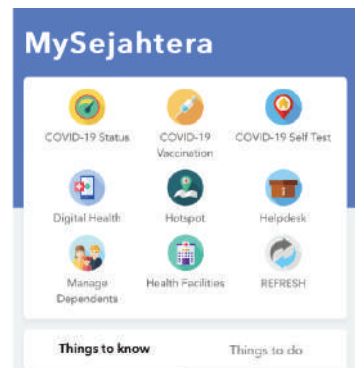 MySejahtera
COVID-19 Status
COVID-19
Vaccination
COVID-19 Self Test
Digital Health
Hotspot
Helpdesk
Manage
Dependents
Health Facilities
REFRESH
Things to know
Things to do